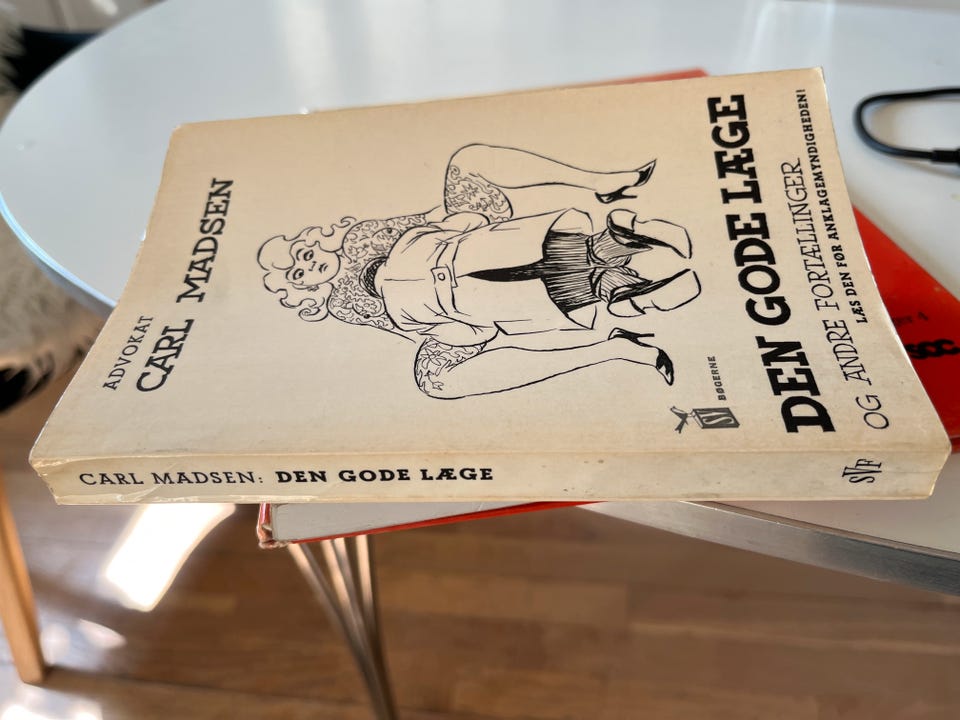 ADVOKAT
CARL MADSEN
SV
BØGERNE
DEN GODE LÆGE
OG ANDRE FORTÆLLINGER
LÆS DEN FØR ANKLAGEMYNDIGHEDEN!
CARL MADSEN: DEN GODE LÆGE
SVF